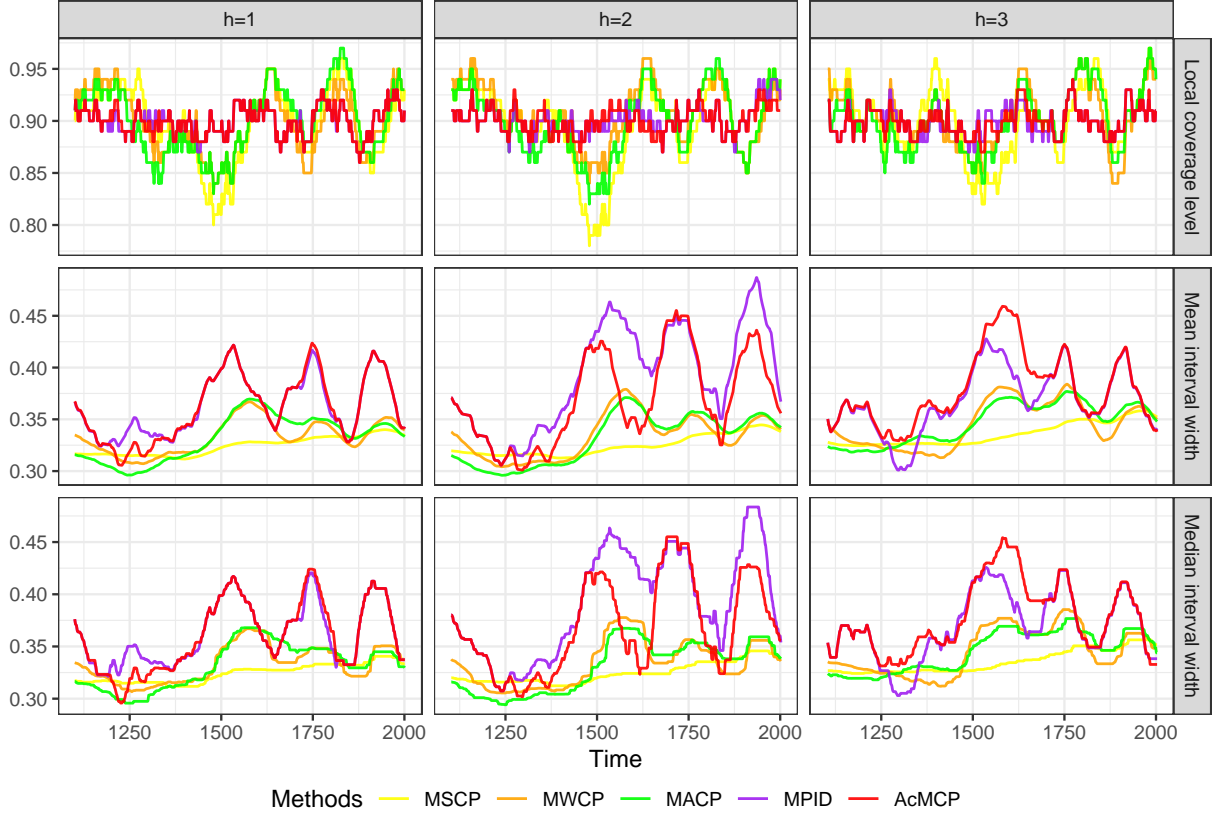 h=1 h=2 h=3
0.95
0.90
0.85
0.80
Local coverage level
0.45
0.40
0.35
0.30
Mean interval width
0.45
0.40
0.35
0.30
Median interval width
1250 1500 1750 2000 1250 1500 1750 2000 1250 1500 1750 2000
Time
Methods MSCP MWCP MACP MPID AcMCP